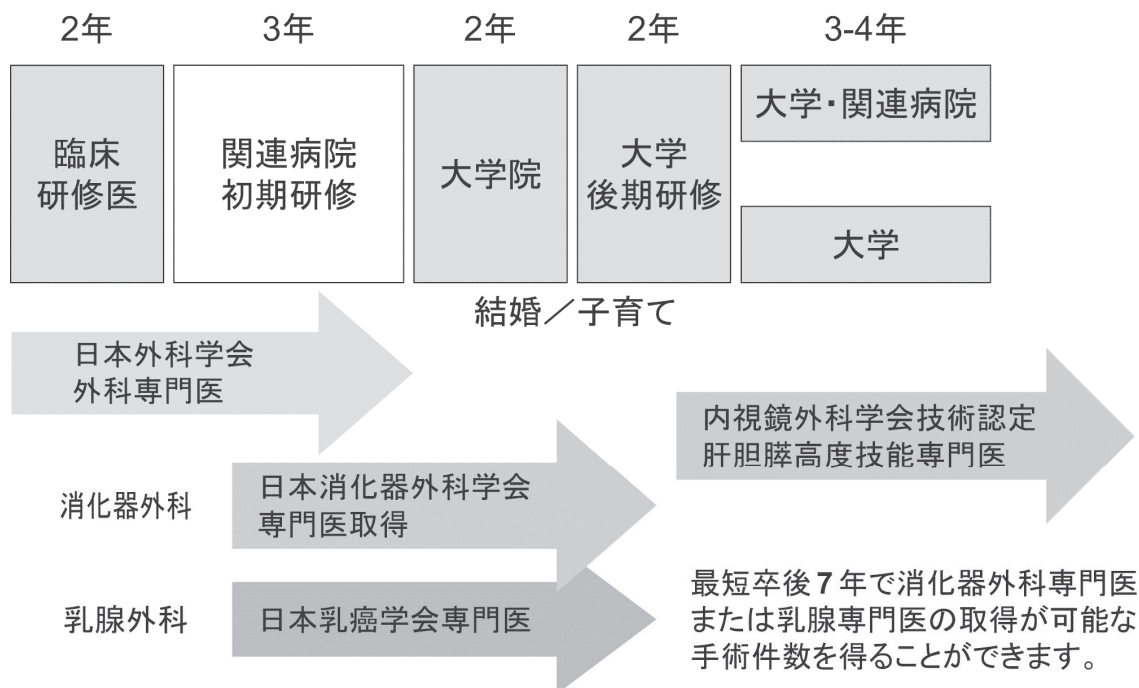 2年
3年
2年
2年
3-4年
臨床
研修医
関連病院
初期研修
大学院
大学
後期研修
大学・関連病院
大学
結婚／子育て
日本外科学会
外科専門医
内視鏡外科学会技術認定
肝胆膵高度技能専門医
消化器外科
日本消化器外科学会
専門医取得
乳腺外科
日本乳癌学会専門医
最短卒後7年で消化器外科専門医
または乳腺専門医の取得が可能な
手術件数を得ることができます。